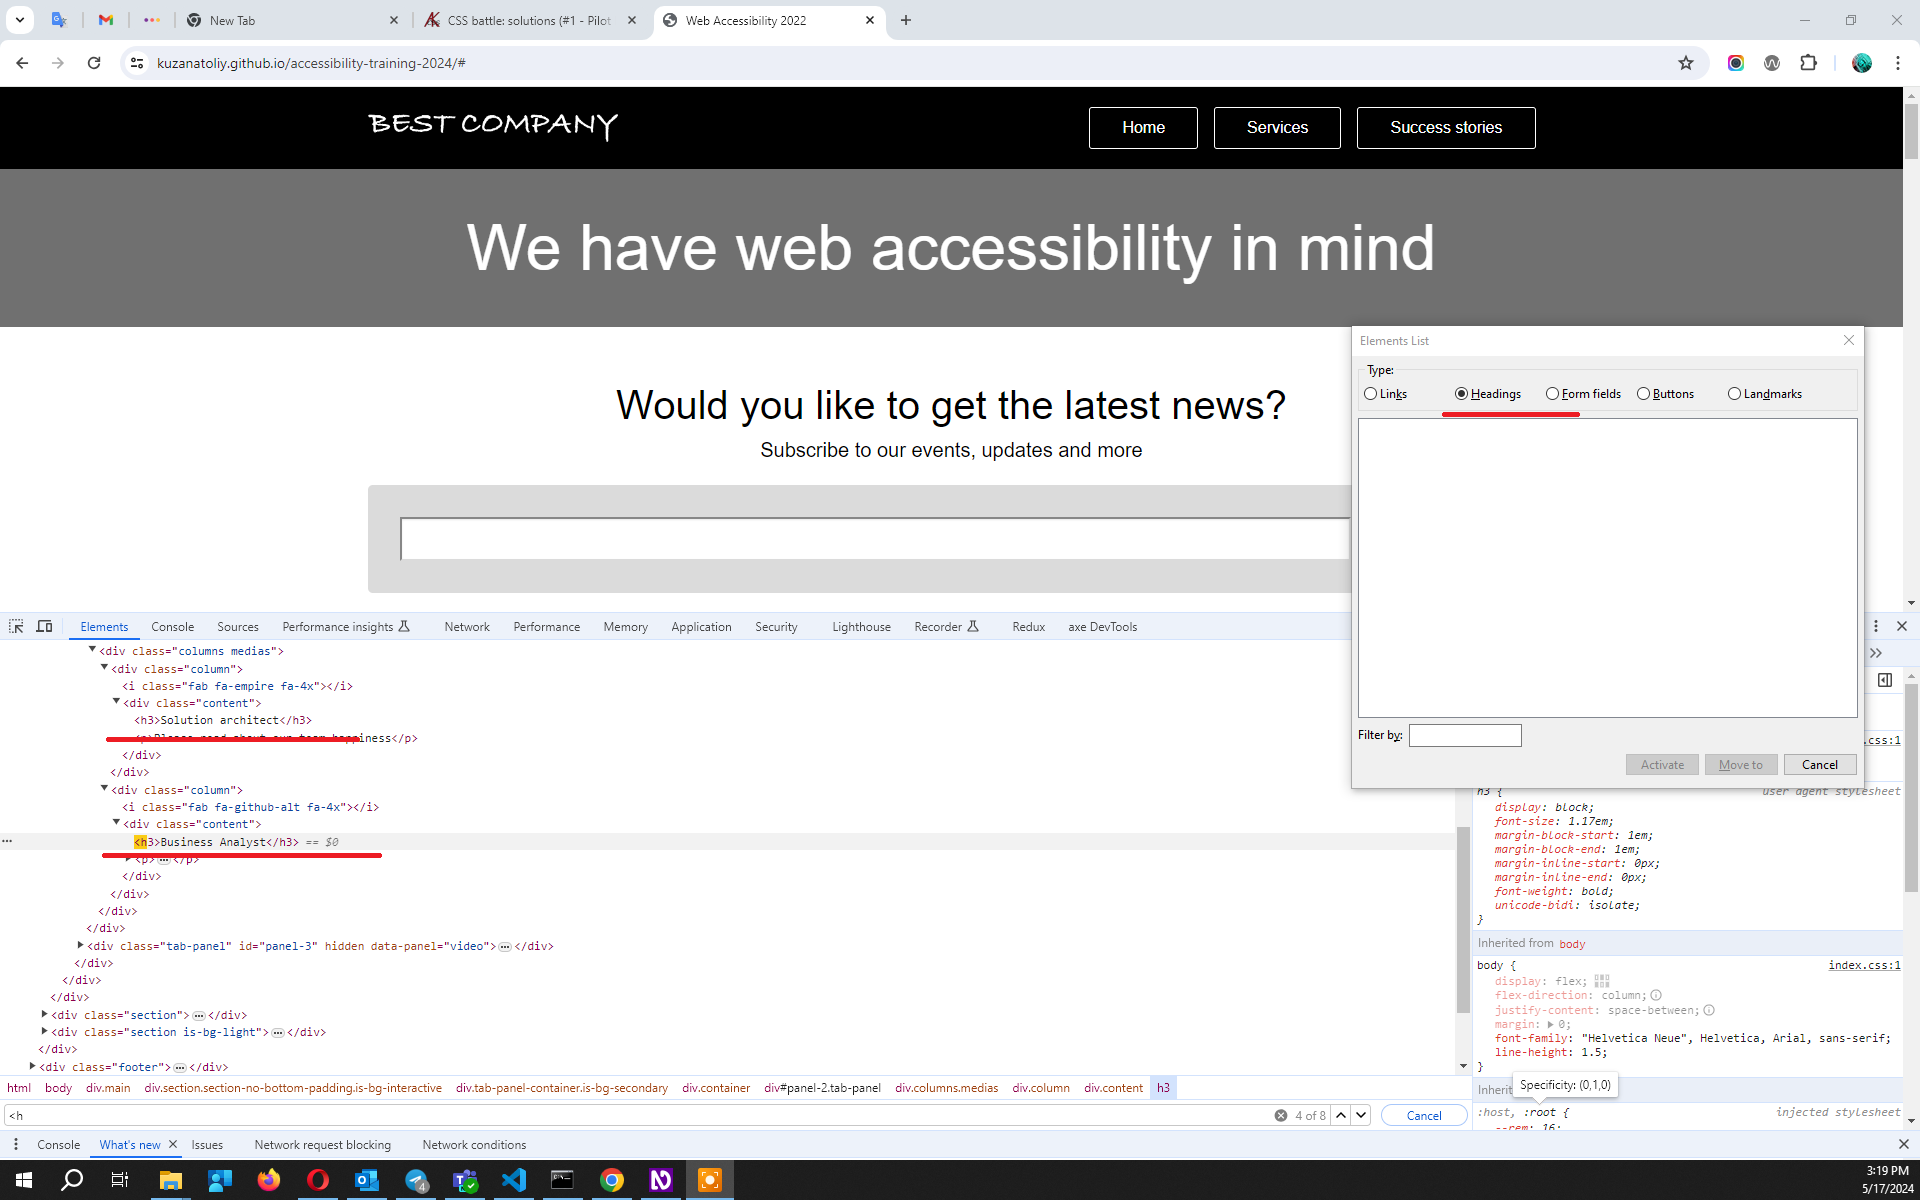 New Tab
CSS battle: solutions (#1 - Pilot
Web Accessibility 2022
kuzanatoliy.github.io/accessibility-training-2024/#
BEST COMPANY
Home
Services
Success stories
We have web accessibility in mind
Would you like to get the latest news?
Subscribe to our events, updates and more
Elements List
Type:
Links
Headings
Form fields
Buttons
Landmarks
Filter by:
Activate
Move to
Cancel
Elements
Console
Sources
Performance insights
Network
Performance
Memory
Application
Security
Lighthouse
Recorder
Redux
axe DevTools
<div class="columns medias">
<div class="column">
<i class="fab fa-empire fa-4x"></i>
<div class="content">
<h3>Solution architect</h3>
<p>Please read about our team happiness</p>
</div>
</div>
<div class="column">
<i class="fab fa-github-alt fa-4x"></i>
<div class="content">
<h3>Business Analyst</h3> == $0
<p>…</p>
</div>
</div>
</div>
</div>
<div class="tab-panel" id="panel-3" hidden data-panel="video">…</div>
</div>
</div>
</div>
<div class="section">…</div>
<div class="section is-bg-light">…</div>
</div>
<div class="footer">…</div>
html body div.main div.section.section-no-bottom-padding.is-bg-interactive div.tab-panel-container.is-bg-secondary div.container div#panel-2.tab-panel div.columns.medias div.column div.content h3
<h
4 of 8
Cancel
.css:1
h3 {
user agent stylesheet
display: block;
font-size: 1.17em;
margin-block-start: 1em;
margin-block-end: 1em;
margin-inline-start: 0px;
margin-inline-end: 0px;
font-weight: bold;
unicode-bidi: isolate;
}
Inherited from body
body {
index.css:1
display: flex;
flex-direction: column;
justify-content: space-between;
margin: 0;
font-family: "Helvetica Neue", Helvetica, Arial, sans-serif;
line-height: 1.5;
}
Inherit
Specificity: (0,1,0)
:host, :root {
injected stylesheet
--rem: 16;
Console
What's new
Issues
Network request blocking
Network conditions
4
3:19 PM
5/17/2024